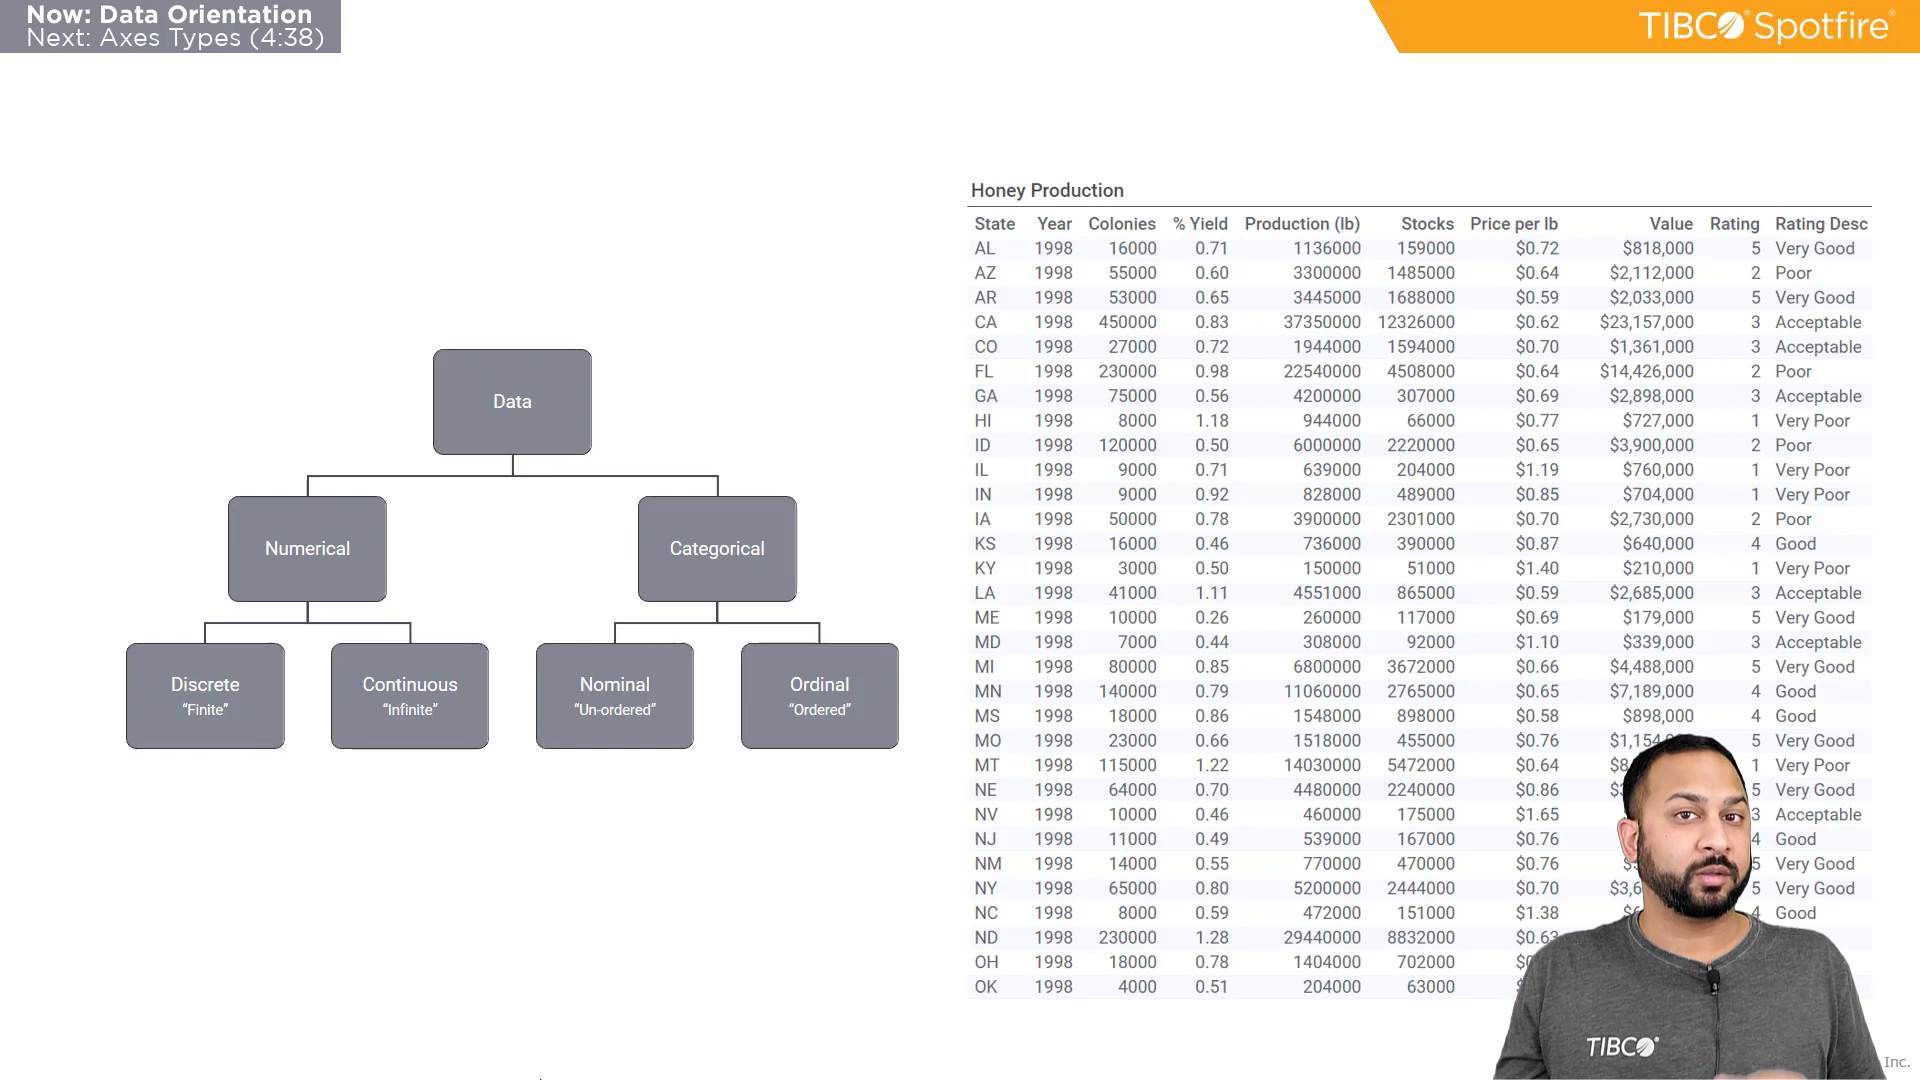 Now: Data Orientation
Next: Axes Types (4:38)
TIBCO® Spotfire®
Data
Numerical
Categorical
Discrete
“Finite”
Continuous
“Infinite”
Nominal
“Un-ordered”
Ordinal
“Ordered”
Honey Production
State Year Colonies % Yield Production (lb) Stocks Price per lb Value Rating Rating Desc
AL 1998 16000 0.71 1136000 159000 $0.72 $818,000 5 Very Good
AZ 1998 55000 0.60 3300000 1485000 $0.64 $2,112,000 2 Poor
AR 1998 53000 0.65 3445000 1688000 $0.59 $2,033,000 5 Very Good
CA 1998 450000 0.83 37350000 12326000 $0.62 $23,157,000 3 Acceptable
CO 1998 27000 0.72 1944000 1594000 $0.70 $1,361,000 3 Acceptable
FL 1998 230000 0.98 22540000 4508000 $0.64 $14,426,000 2 Poor
GA 1998 75000 0.56 4200000 307000 $0.69 $2,898,000 3 Acceptable
HI 1998 8000 1.18 944000 66000 $0.77 $727,000 1 Very Poor
ID 1998 120000 0.50 6000000 2220000 $0.65 $3,900,000 2 Poor
IL 1998 9000 0.71 639000 204000 $1.19 $760,000 1 Very Poor
IN 1998 9000 0.92 828000 489000 $0.85 $704,000 1 Very Poor
IA 1998 50000 0.78 3900000 2301000 $0.70 $2,730,000 2 Poor
KS 1998 16000 0.46 736000 390000 $0.87 $640,000 4 Good
KY 1998 3000 0.50 150000 51000 $1.40 $210,000 1 Very Poor
LA 1998 41000 1.11 4551000 865000 $0.59 $2,685,000 3 Acceptable
ME 1998 10000 0.26 260000 117000 $0.69 $179,000 5 Very Good
MD 1998 7000 0.44 308000 92000 $1.10 $339,000 3 Acceptable
MI 1998 80000 0.85 6800000 3672000 $0.66 $4,488,000 5 Very Good
MN 1998 140000 0.79 11060000 2765000 $0.65 $7,189,000 4 Good
MS 1998 18000 0.86 1548000 898000 $0.58 $898,000 4 Good
MO 1998 23000 0.66 1518000 455000 $0.76 5 Very Good
MT 1998 115000 1.22 14030000 5472000 $0.64 1 Very Poor
NE 1998 64000 0.70 4480000 2240000 $0.86 5 Very Good
NV 1998 10000 0.46 460000 175000 $1.65 3 Acceptable
NJ 1998 11000 0.49 539000 167000 $0.76 4 Good
NM 1998 14000 0.55 770000 470000 $0.76 5 Very Good
NY 1998 65000 0.80 5200000 2444000 $0.70 5 Very Good
NC 1998 8000 0.59 472000 151000 $1.38 4 Good
ND 1998 230000 1.28 29440000 8832000 $0.63
OH 1998 18000 0.78 1404000 702000
OK 1998 4000 0.51 204000 63000
TIBCO®
Inc.